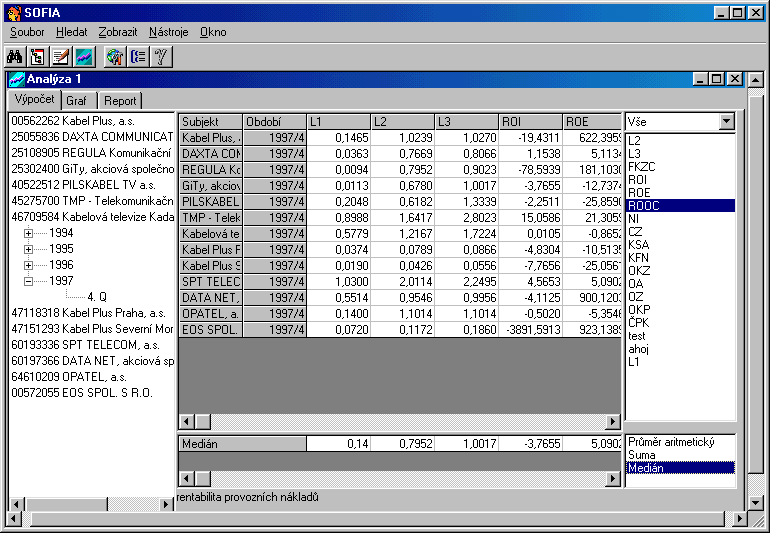 SOFIA
Soubor Hledat Zobrazit Nástroje Okno
Analýza 1
Výpočet Graf Report
00562262 Kabel Plus, a.s.
25055836 DAXTA COMMUNICAT
25108905 REGULA Komunikační
25302400 GiTy, akciová společno
40522512 PILSKABEL TV a.s.
45275700 TMP - Telekomunikačn
46709584 Kabelová televize Kada
1994
1995
1996
1997
4. Q
47118318 Kabel Plus Praha, a.s.
47151293 Kabel Plus Severní Mor
60193336 SPT TELECOM, a.s.
60197366 DATA NET, akciová sp
64610209 OPATEL, a.s.
00572055 EOS SPOL. S R.O.
Subjekt Období L1 L2 L3 ROI ROE
Kabel Plus, 1997/4 0,1465 1,0239 1,0270 -19,4311 622,3959
DAXTA COM 1997/4 0,0363 0,7669 0,8066 1,1538 5,1134
REGULA Ko 1997/4 0,0094 0,7952 0,9023 -78,5939 181,1030
GiTy, akciov 1997/4 0,0113 0,6780 1,0017 -3,7655 -12,7374
PILSKABEL 1997/4 0,2048 0,6182 1,3339 -2,2511 -25,8590
TMP - Telek 1997/4 0,8988 1,6417 2,8023 15,0586 21,3059
Kabelová te 1997/4 0,5779 1,2167 1,7224 0,0105 -0,8652
Kabel Plus P 1997/4 0,0374 0,0789 0,0866 -4,8304 -10,5135
Kabel Plus S 1997/4 0,0190 0,0426 0,0556 -7,7656 -25,0567
SPT TELEC 1997/4 1,0300 2,0114 2,2495 4,5653 5,0902
DATA NET, 1997/4 0,5514 0,9546 0,9956 -4,1125 900,1203
OPATEL, a. 1997/4 0,1400 1,1014 1,1014 -0,5020 -5,3546
EOS SPOL. 1997/4 0,0720 0,1172 0,1860 -3891,5913 923,1389
Medián 0,14 0,7952 1,0017 -3,7655 5,0902
rentabilita provozních nákladů
Vše
L2
L3
FKZC
ROI
ROE
ROOC
NI
CZ
KSA
KFN
OKZ
OA
OZ
OKP
ČPK
test
ahoj
L1
Průměr aritmetický
Suma
Medián